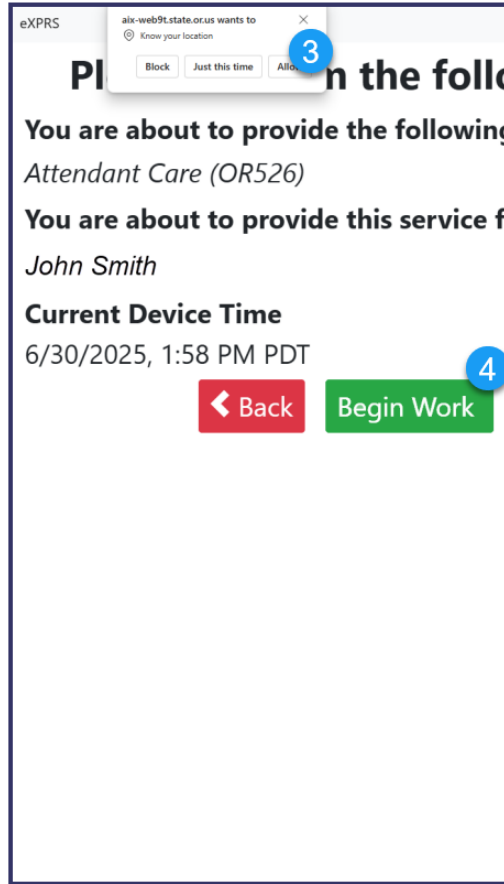 eXPRS
aix-web9t.state.or.us wants to
Know your location
Block Just this time
3
n the follo
You are about to provide the following
Attendant Care (OR526)
You are about to provide this service f
John Smith
Current Device Time
6/30/2025, 1:58 PM PDT
4
Back Begin Work